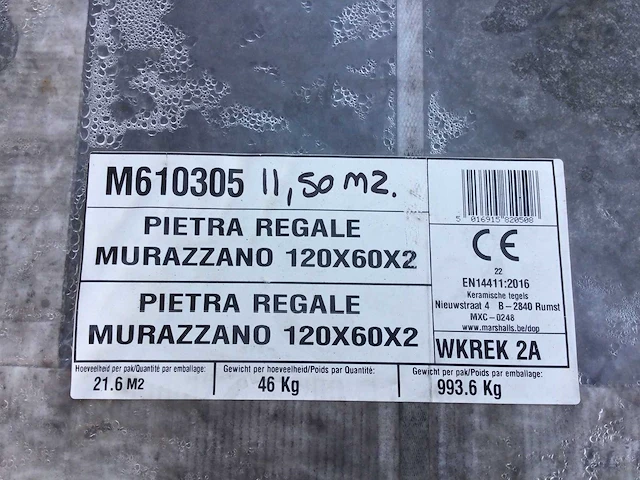 M610305 11,50 m2.
PIETRA REGALE
MURAZZANO 120X60X2
PIETRA REGALE
MURAZZANO 120X60X2
5 016915 820508
CE
22
EN14411:2016
Keramische tegels
Nieuwstraat 4 B-2840 Rumst
MXC-0248
www.marshalls.be/dop
WKREK 2A
Hoeveelheid per pak/Quantité par emballage:
21.6 M2
Gewicht per hoeveelheid/Poids par Quantité:
46 Kg
Gewicht per pak/Poids par emballage:
993.6 Kg